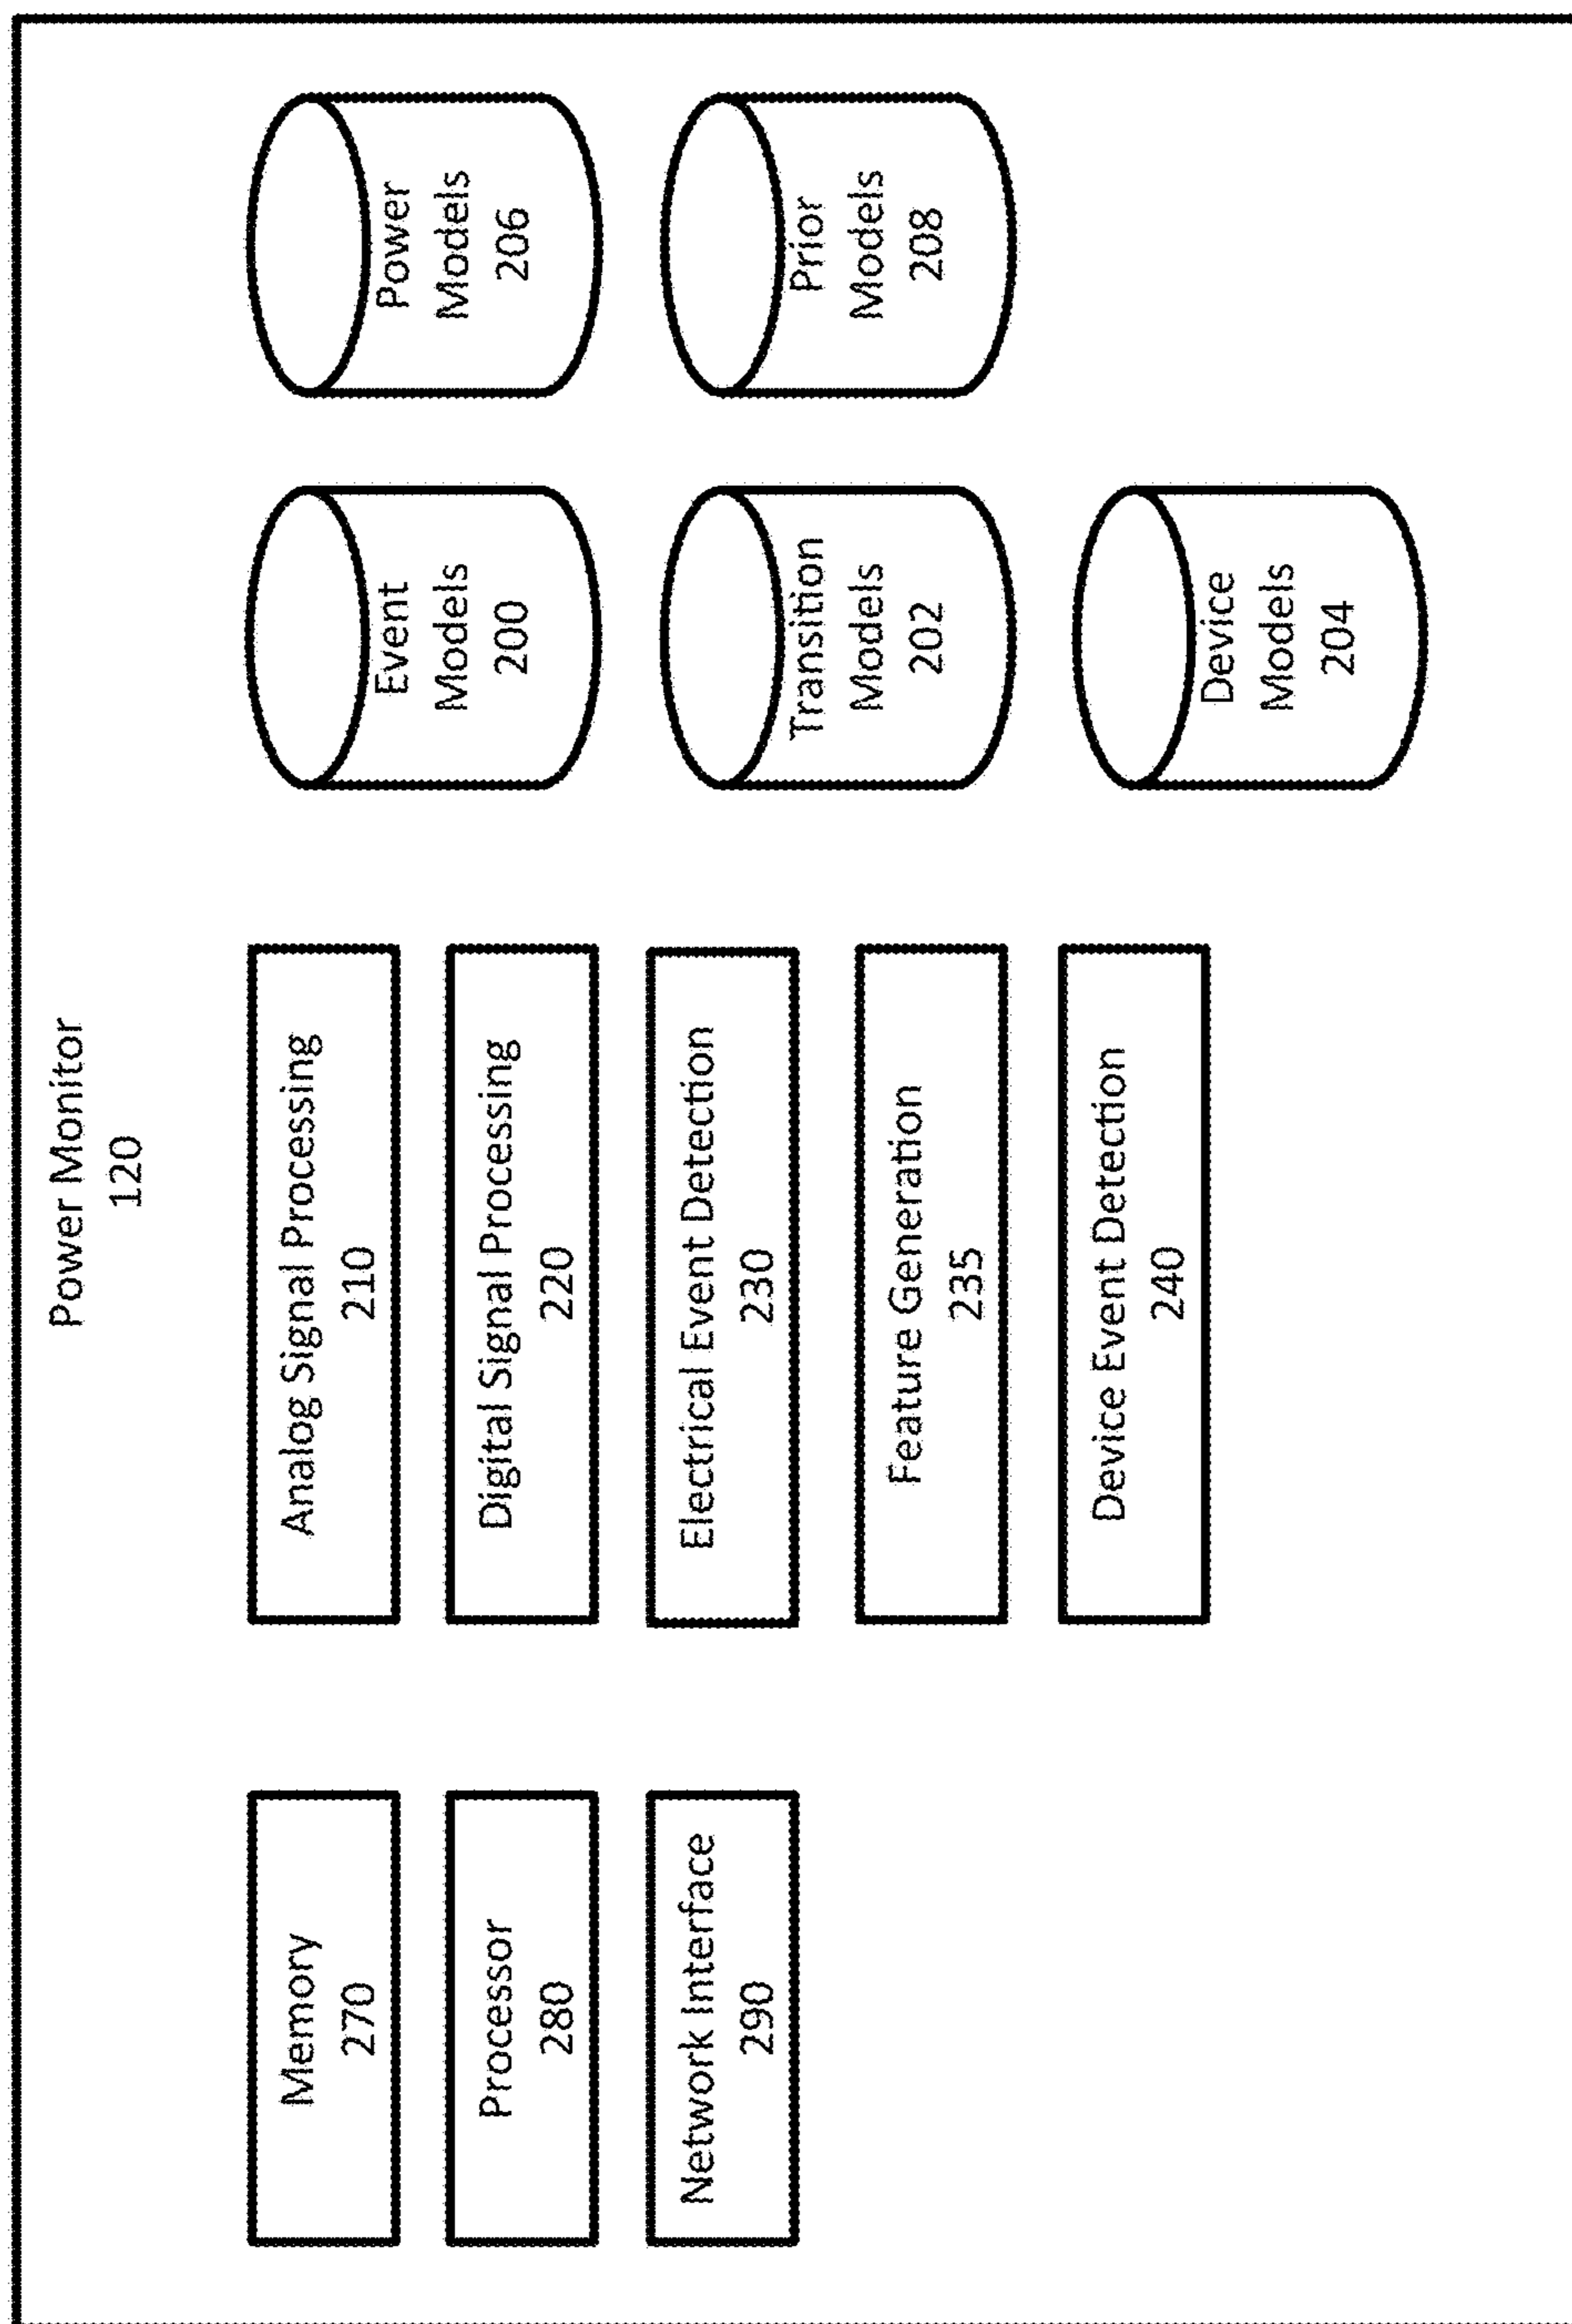 Power Monitor
120
Memory
270
Processor
280
Network Interface
290
Analog Signal Processing
210
Digital Signal Processing
220
Electrical Event Detection
230
Feature Generation
235
Device Event Detection
240
Event
Models
200
Transition
Models
202
Device
Models
204
Power
Models
206
Prior
Models
208